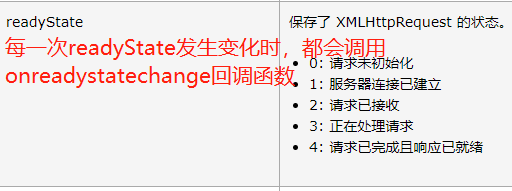 readyState
每一次readyState发生变化时，都会调用
onreadystatechange回调函数
保存了 XMLHttpRequest 的状态。
0: 请求未初始化
1: 服务器连接已建立
2: 请求已接收
3: 正在处理请求
4: 请求已完成且响应已就绪